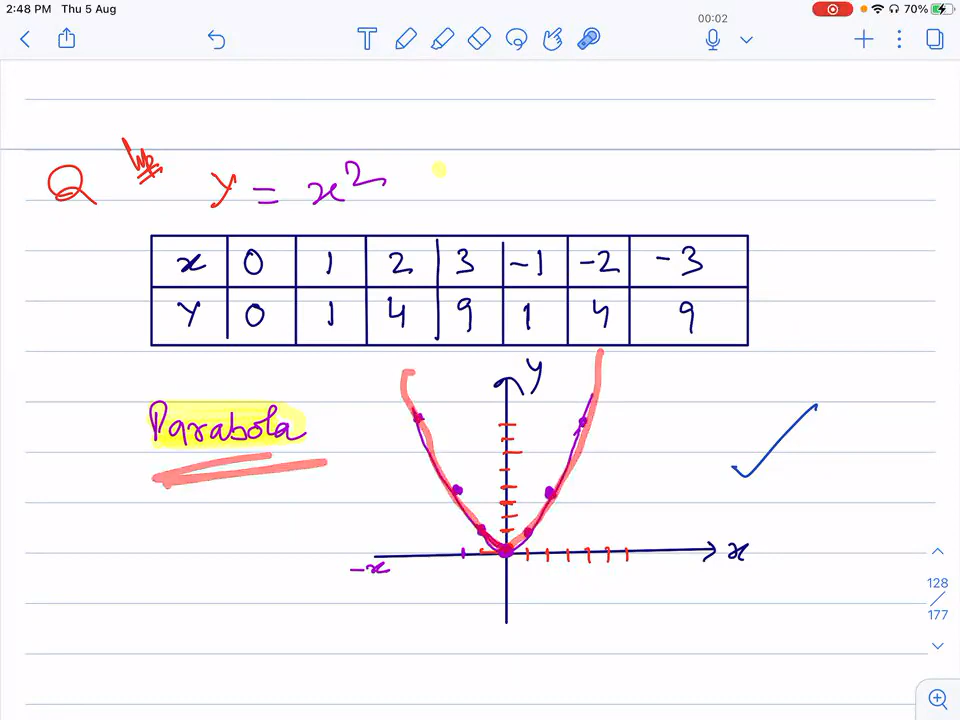 2:48 PM Thu 5 Aug
70%
00:02
T
Q Imp y = x²
x 0 1 2 3 -1 -2 -3
y 0 1 4 9 1 4 9
y
Parabola
x
-x
128
177